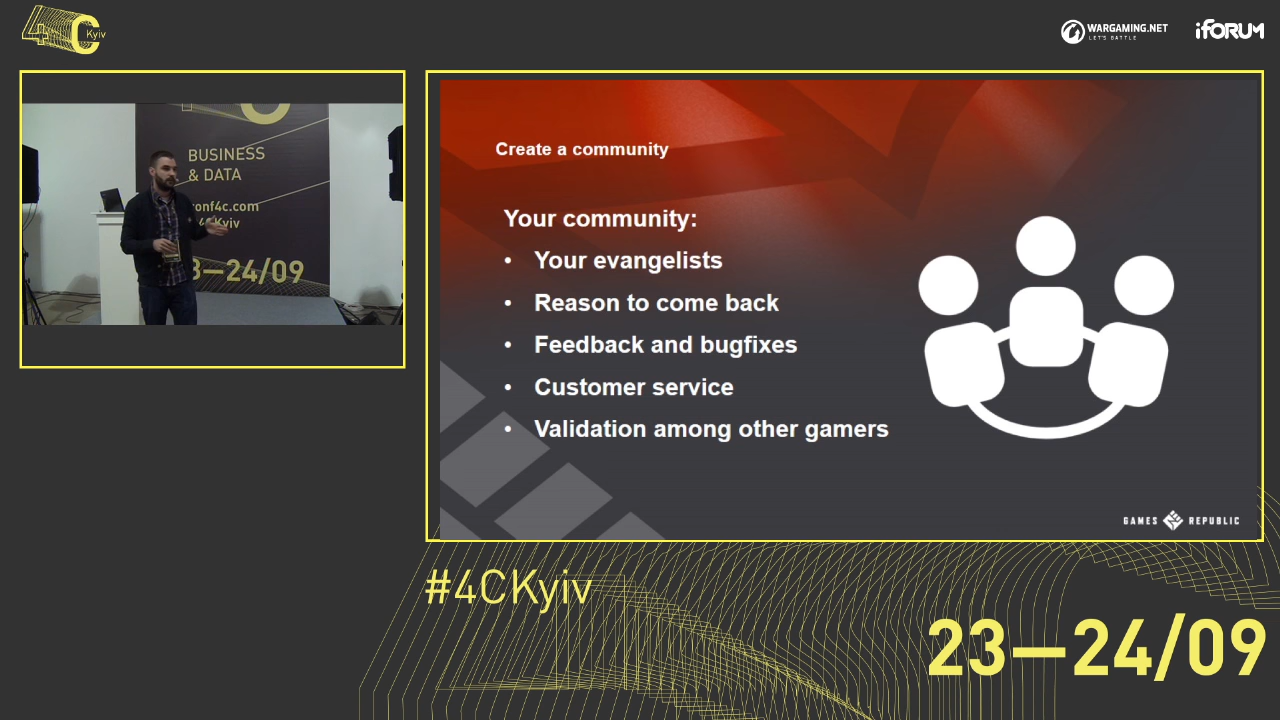 4C Kyiv
WARGAMING.NET
LET'S BATTLE
iFORUM
BUSINESS
& DATA
conf4c.com
3—24/09
Create a community
Your community:
• Your evangelists
• Reason to come back
• Feedback and bugfixes
• Customer service
• Validation among other gamers
GAMES REPUBLIC
#4CKyiv
23—24/09